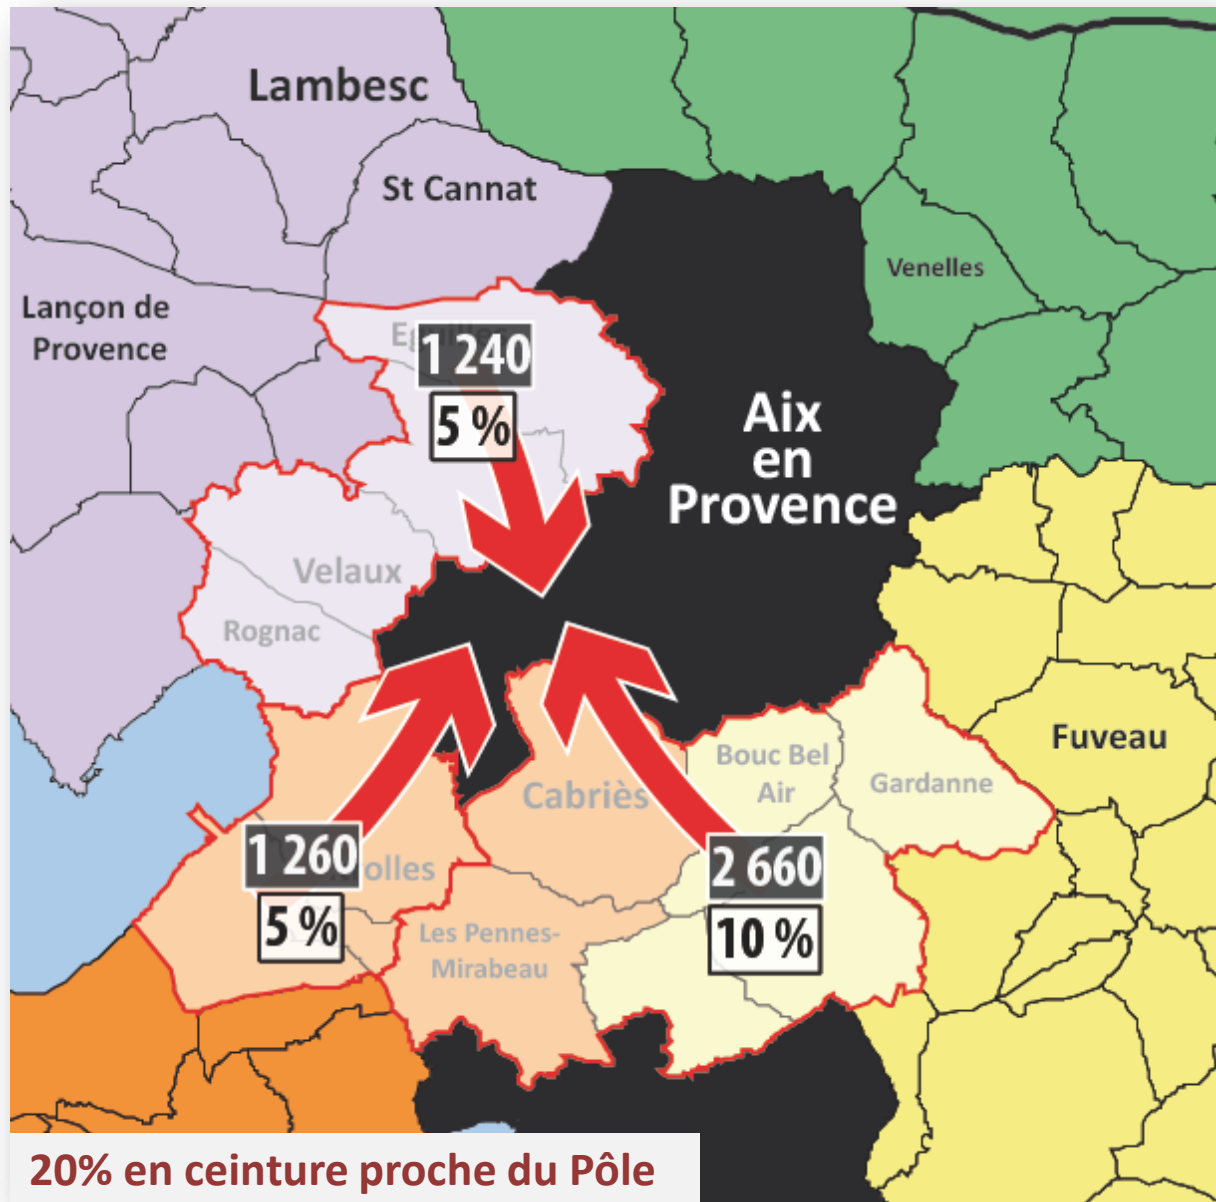 Lambesc
St Cannat
Venelles
Lançon de
Provence
1 240
5 %
Aix
en
Provence
Velaux
Rognac
Fuveau
Bouc Bel
Air
Gardanne
Cabriès
1 260
5 %
2 660
10 %
Les Pennes-
Mirabeau
20% en ceinture proche du Pôle